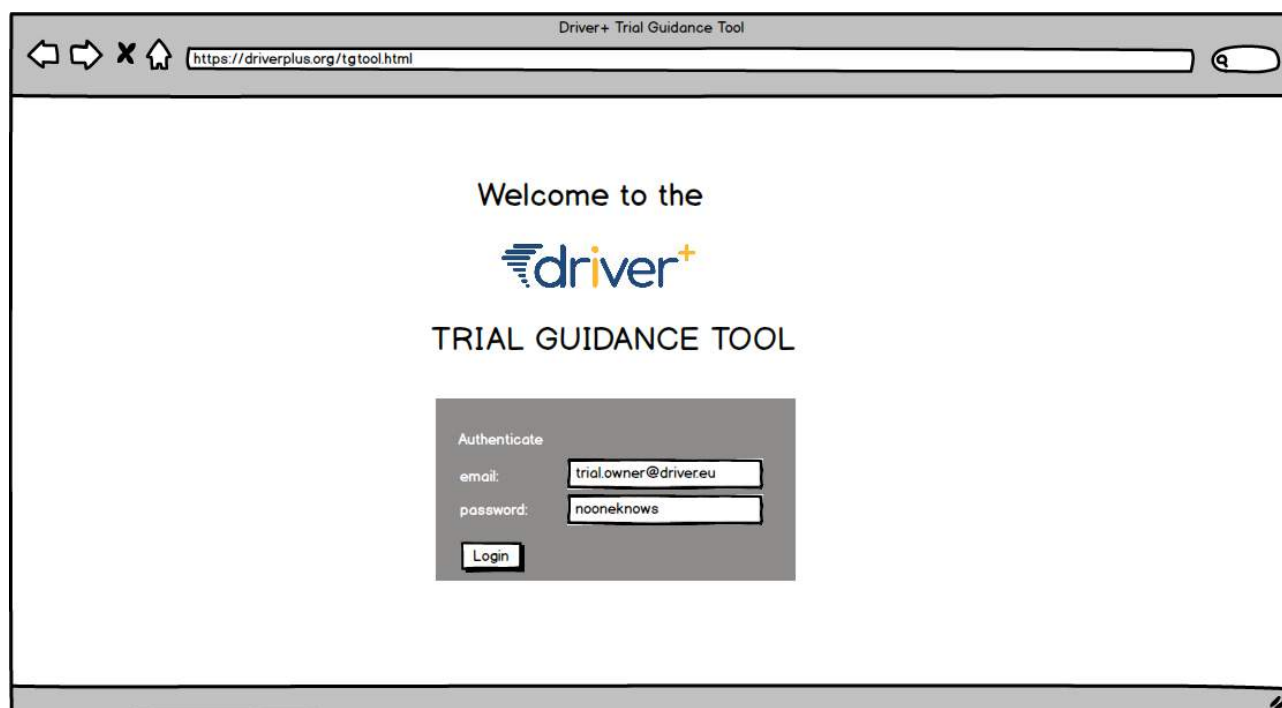 Driver+ Trial Guidance Tool
https://driverplus.org/tgtool.html
Welcome to the
driver+
TRIAL GUIDANCE TOOL
Authenticate
email: trial.owner@driver.eu
password: nooneknows
Login